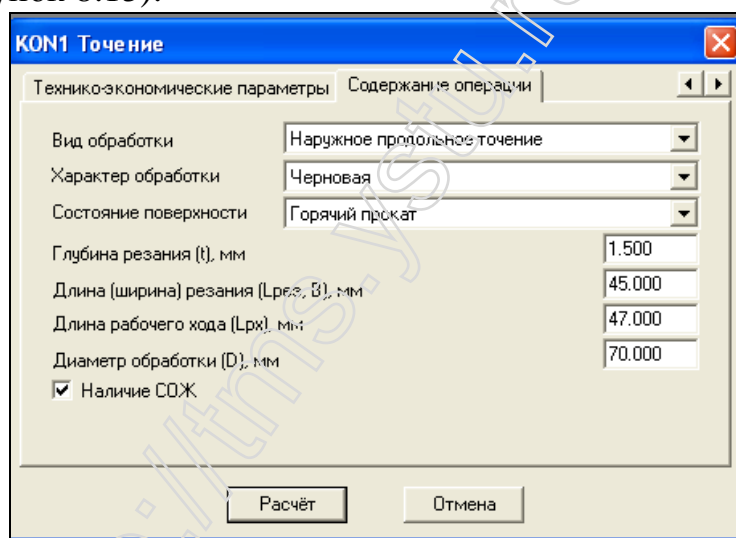 KON1 Точение
Технико-экономические параметры Содержание операции
Вид обработки Наружное продольное точение
Характер обработки Черновая
Состояние поверхности Горячий прокат
Глубина резания (t), мм 1.500
Длина (ширина) резания (Lрез, В), мм 45.000
Длина рабочего хода (Lрх), мм 47.000
Диаметр обработки (D), мм 70.000
Наличие СОЖ
Расчёт Отмена